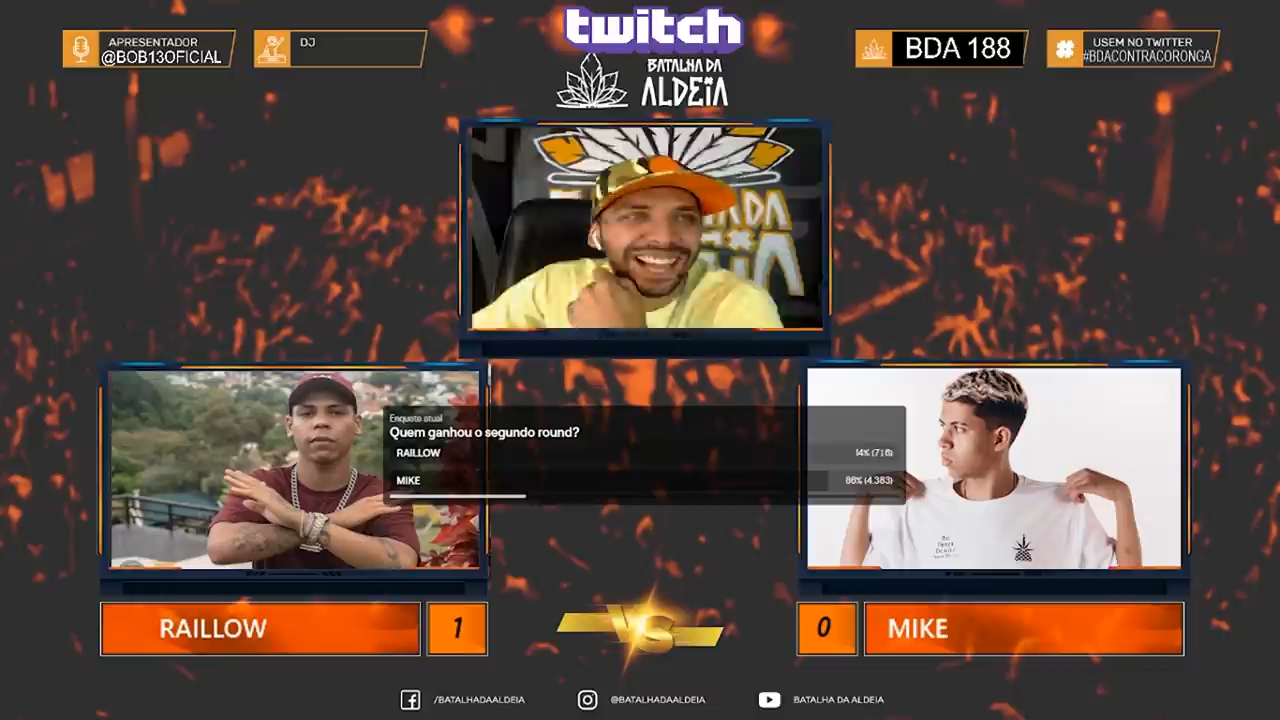 twitch
APRESENTADOR
@BOB13OFICIAL
DJ
BATALHA DA
ALDEIA
BDA 188
#
USEM NO TWITTER
#BDACONTRACORONGA
Enquete atual
Quem ganhou o segundo round?
RAILLOW
14% (716)
MIKE
86% (4.383)
RAILLOW
1
VS
0
MIKE
/BATALHADAALDEIA
@BATALHADAALDEIA
BATALHA DA ALDEIA